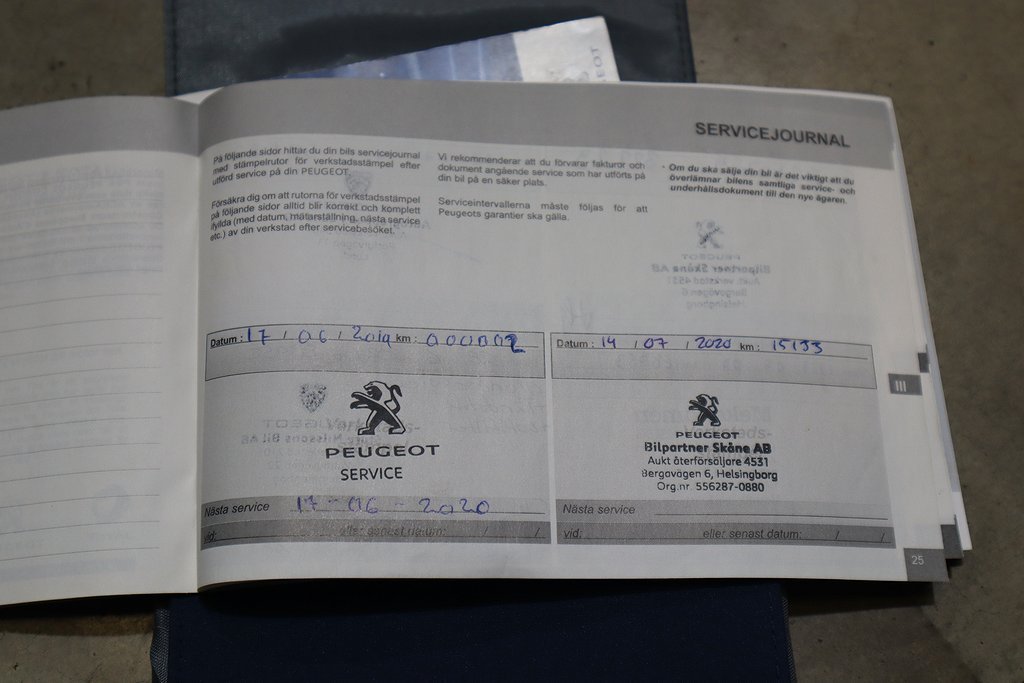 SERVICEJOURNAL
På följande sidor hittar du din bils servicejournal
med stämpelrutor för verkstadsstämpel efter
utförd service på din PEUGEOT.
Försäkra dig om att rutorna för verkstadsstämpel
på följande sidor alltid blir korrekt och komplett
ifyllda (med datum, mätarställning, nästa service
etc.) av din verkstad efter servicebesöket.
Vi rekommenderar att du förvarar fakturor och
dokument angående service som har utförts på
din bil på en säker plats.
Serviceintervallerna måste följas för att
Peugeots garantier ska gälla.
· Om du ska sälja din bil är det viktigt att du
överlämnar bilens samtliga service- och
underhållsdokument till den nye ägaren.
Datum : 17 / 06 / 2019 km : 000002
PEUGEOT
SERVICE
Nästa service 17 - 06 - 2020
vid: eller senast datum: / /
Datum : 14 / 07 / 2020 km : 15133
PEUGEOT
Bilpartner Skåne AB
Aukt återförsäljare 4531
Bergavägen 6, Helsingborg
Org.nr. 556287-0880
Nästa service
vid: eller senast datum: / /
III
25